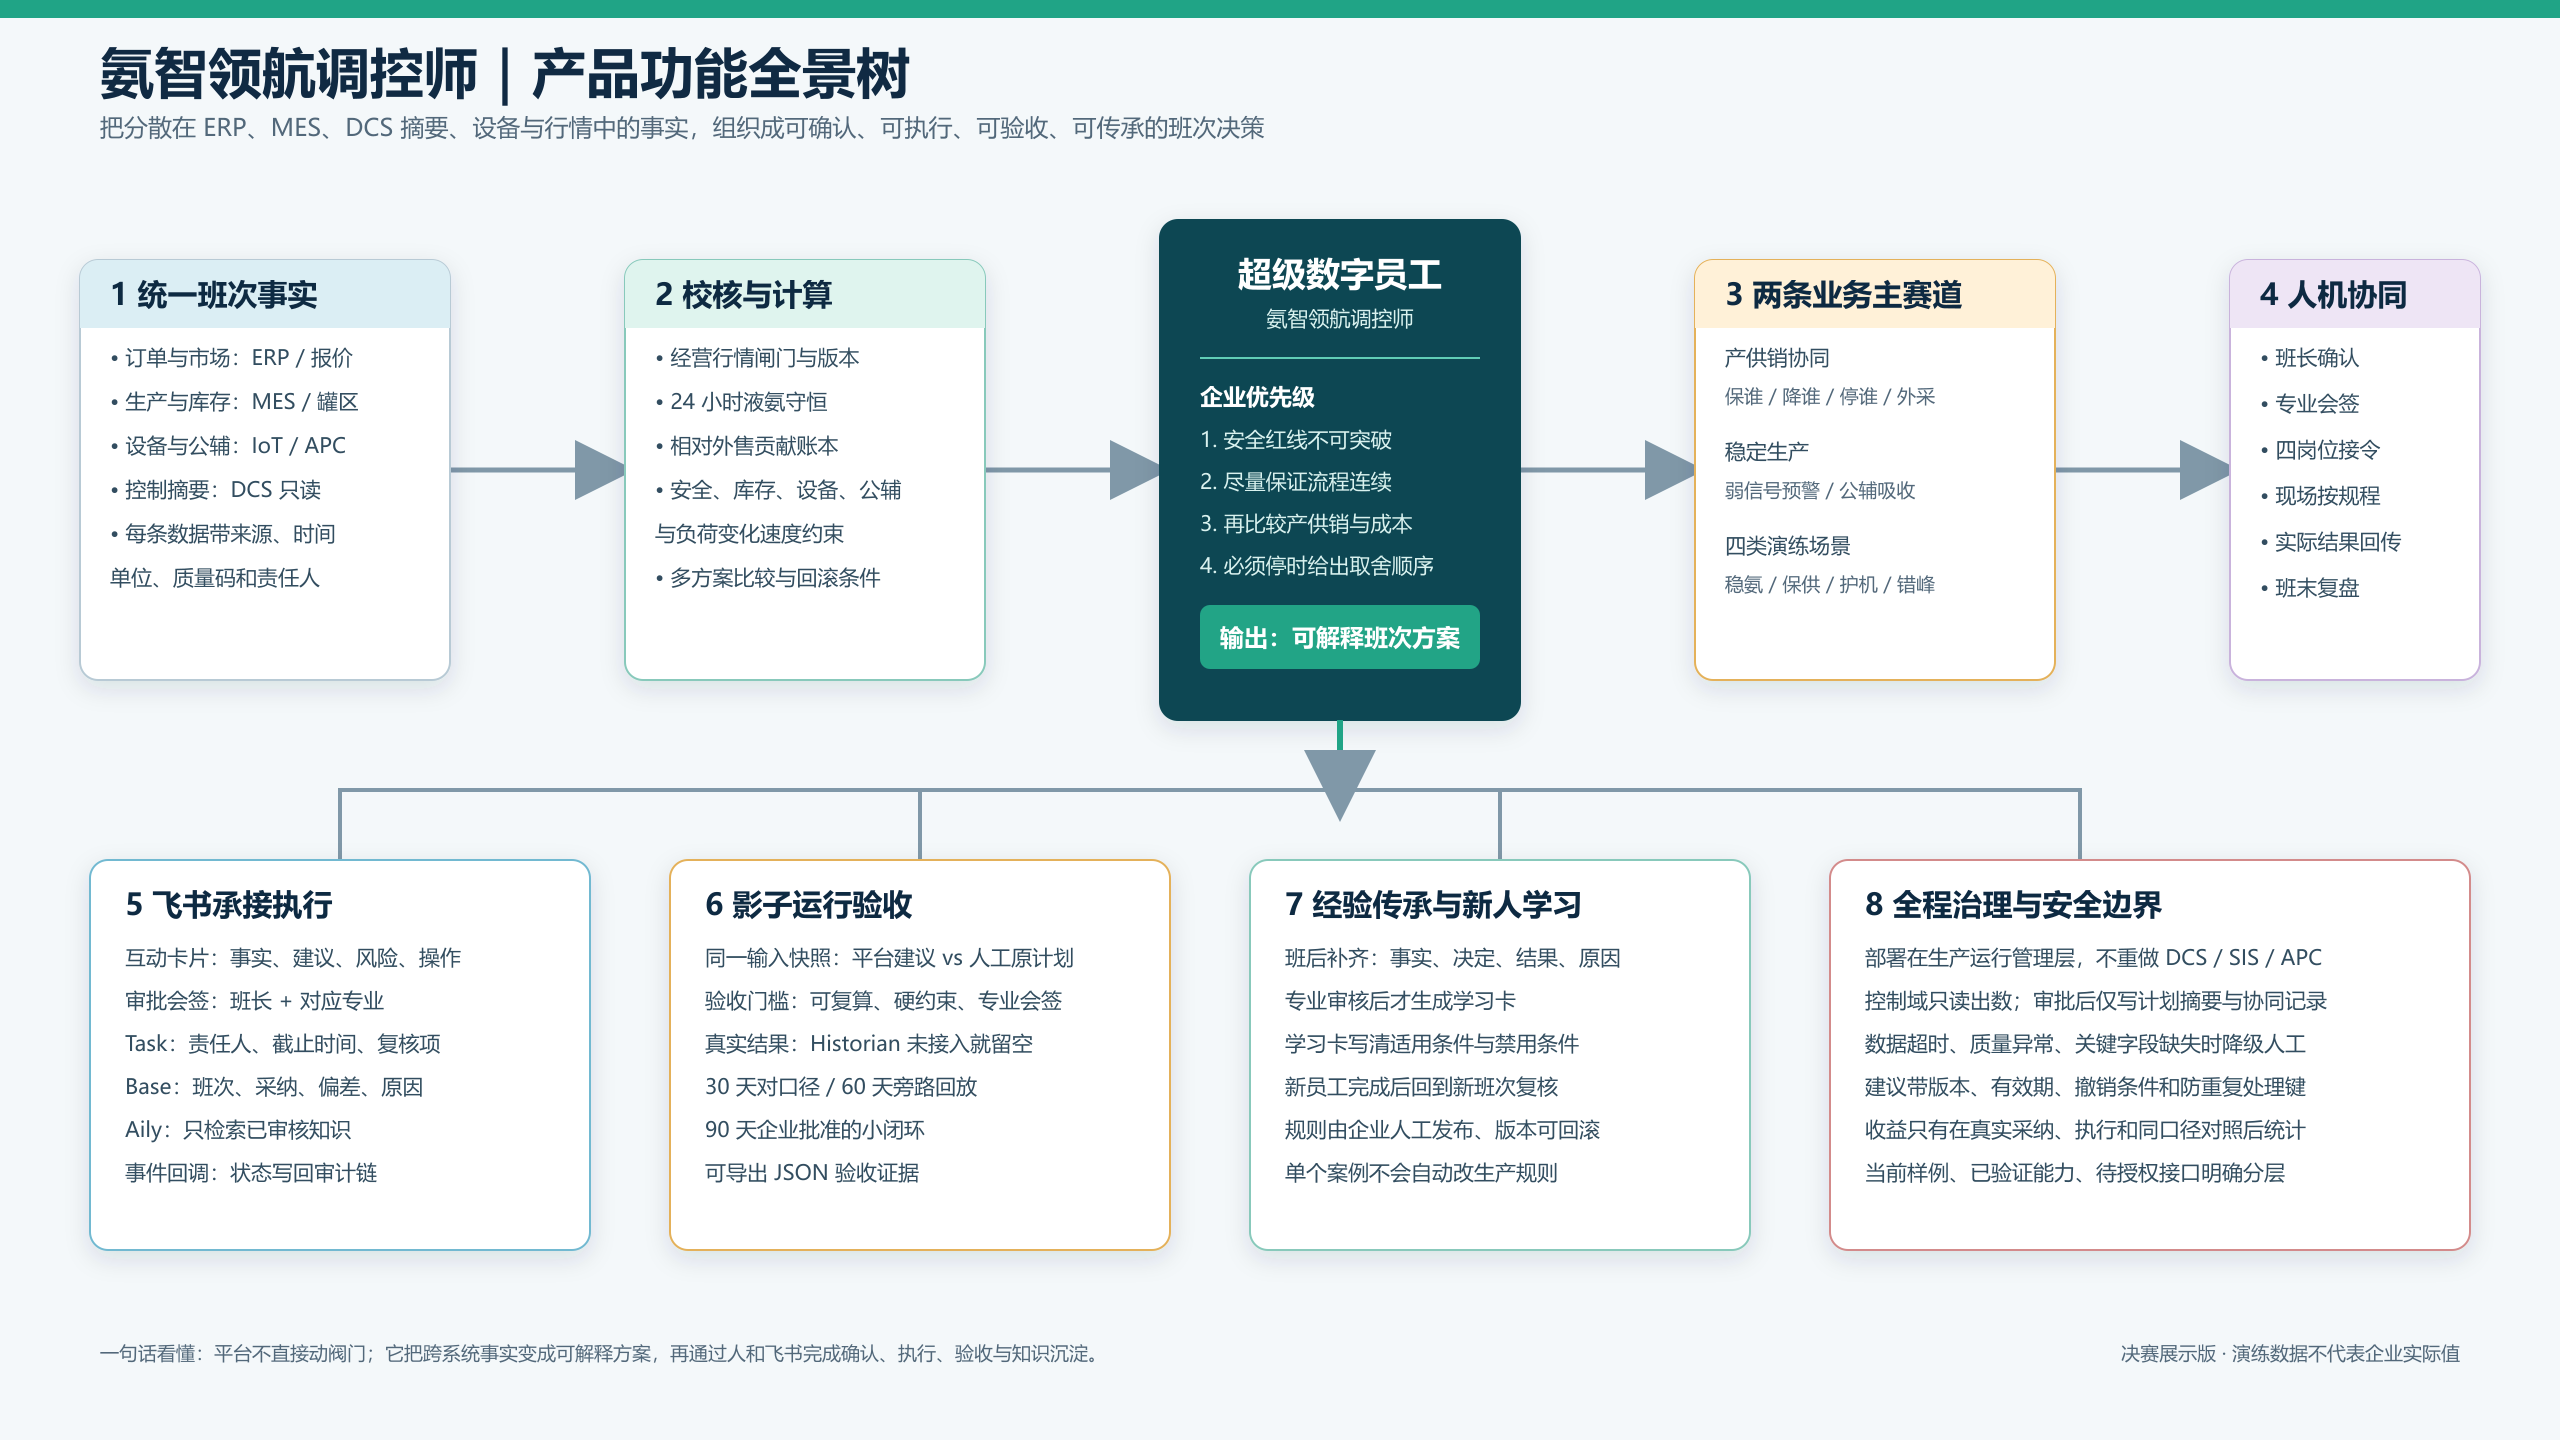 氨智领航调控师｜产品功能全景树
把分散在 ERP、MES、DCS 摘要、设备与行情中的事实，组织成可确认、可执行、可验收、可传承的班次决策
1 统一班次事实
• 订单与市场：ERP / 报价
• 生产与库存：MES / 罐区
• 设备与公辅：IoT / APC
• 控制摘要：DCS 只读
• 每条数据带来源、时间
单位、质量码和责任人
2 校核与计算
• 经营行情闸门与版本
• 24 小时液氨守恒
• 相对外售贡献账本
• 安全、库存、设备、公辅
与负荷变化速度约束
• 多方案比较与回滚条件
超级数字员工
氨智领航调控师
企业优先级
1. 安全红线不可突破
2. 尽量保证流程连续
3. 再比较产供销与成本
4. 必须停时给出取舍顺序
输出：可解释班次方案
3 两条业务主赛道
产供销协同
保谁 / 降谁 / 停谁 / 外采
稳定生产
弱信号预警 / 公辅吸收
四类演练场景
稳氨 / 保供 / 护机 / 错峰
4 人机协同
• 班长确认
• 专业会签
• 四岗位接令
• 现场按规程
• 实际结果回传
• 班末复盘
5 飞书承接执行
互动卡片：事实、建议、风险、操作
审批会签：班长 + 对应专业
Task：责任人、截止时间、复核项
Base：班次、采纳、偏差、原因
Aily：只检索已审核知识
事件回调：状态写回审计链
6 影子运行验收
同一输入快照：平台建议 vs 人工原计划
验收门槛：可复算、硬约束、专业会签
真实结果：Historian 未接入就留空
30 天对口径 / 60 天旁路回放
90 天企业批准的小闭环
可导出 JSON 验收证据
7 经验传承与新人学习
班后补齐：事实、决定、结果、原因
专业审核后才生成学习卡
学习卡写清适用条件与禁用条件
新员工完成后回到新班次复核
规则由企业人工发布、版本可回滚
单个案例不会自动改生产规则
8 全程治理与安全边界
部署在生产运行管理层，不重做 DCS / SIS / APC
控制域只读出数；审批后仅写计划摘要与协同记录
数据超时、质量异常、关键字段缺失时降级人工
建议带版本、有效期、撤销条件和防重复处理键
收益只有在真实采纳、执行和同口径对照后统计
当前样例、已验证能力、待授权接口明确分层
一句话看懂：平台不直接动阀门；它把跨系统事实变成可解释方案，再通过人和飞书完成确认、执行、验收与知识沉淀。
决赛展示版 · 演练数据不代表企业实际值